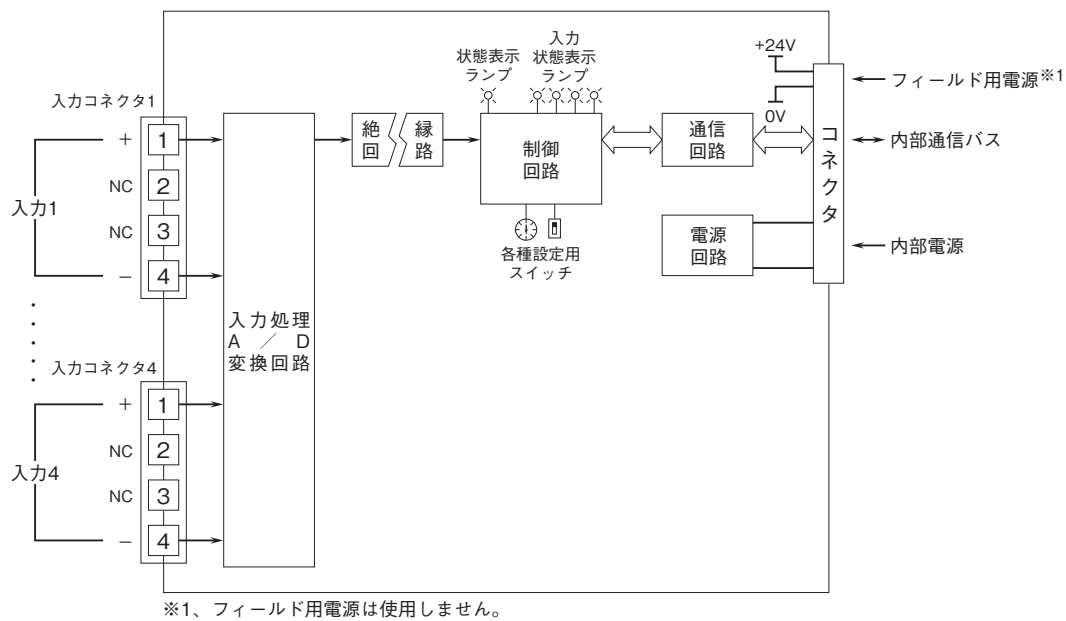 入力コネクタ1
+
1
NC
2
NC
3
−
4
入力1
入力コネクタ4
+
1
NC
2
NC
3
−
4
入力4
入力処理
A ／ D
変換回路
絶 縁
回 路
状態表示
ランプ
入力
状態表示
ランプ
制御
回路
各種設定用
スイッチ
通信
回路
電源
回路
+24V
0V
コネクタ
フィールド用電源※1
内部通信バス
内部電源
※1、フィールド用電源は使用しません。